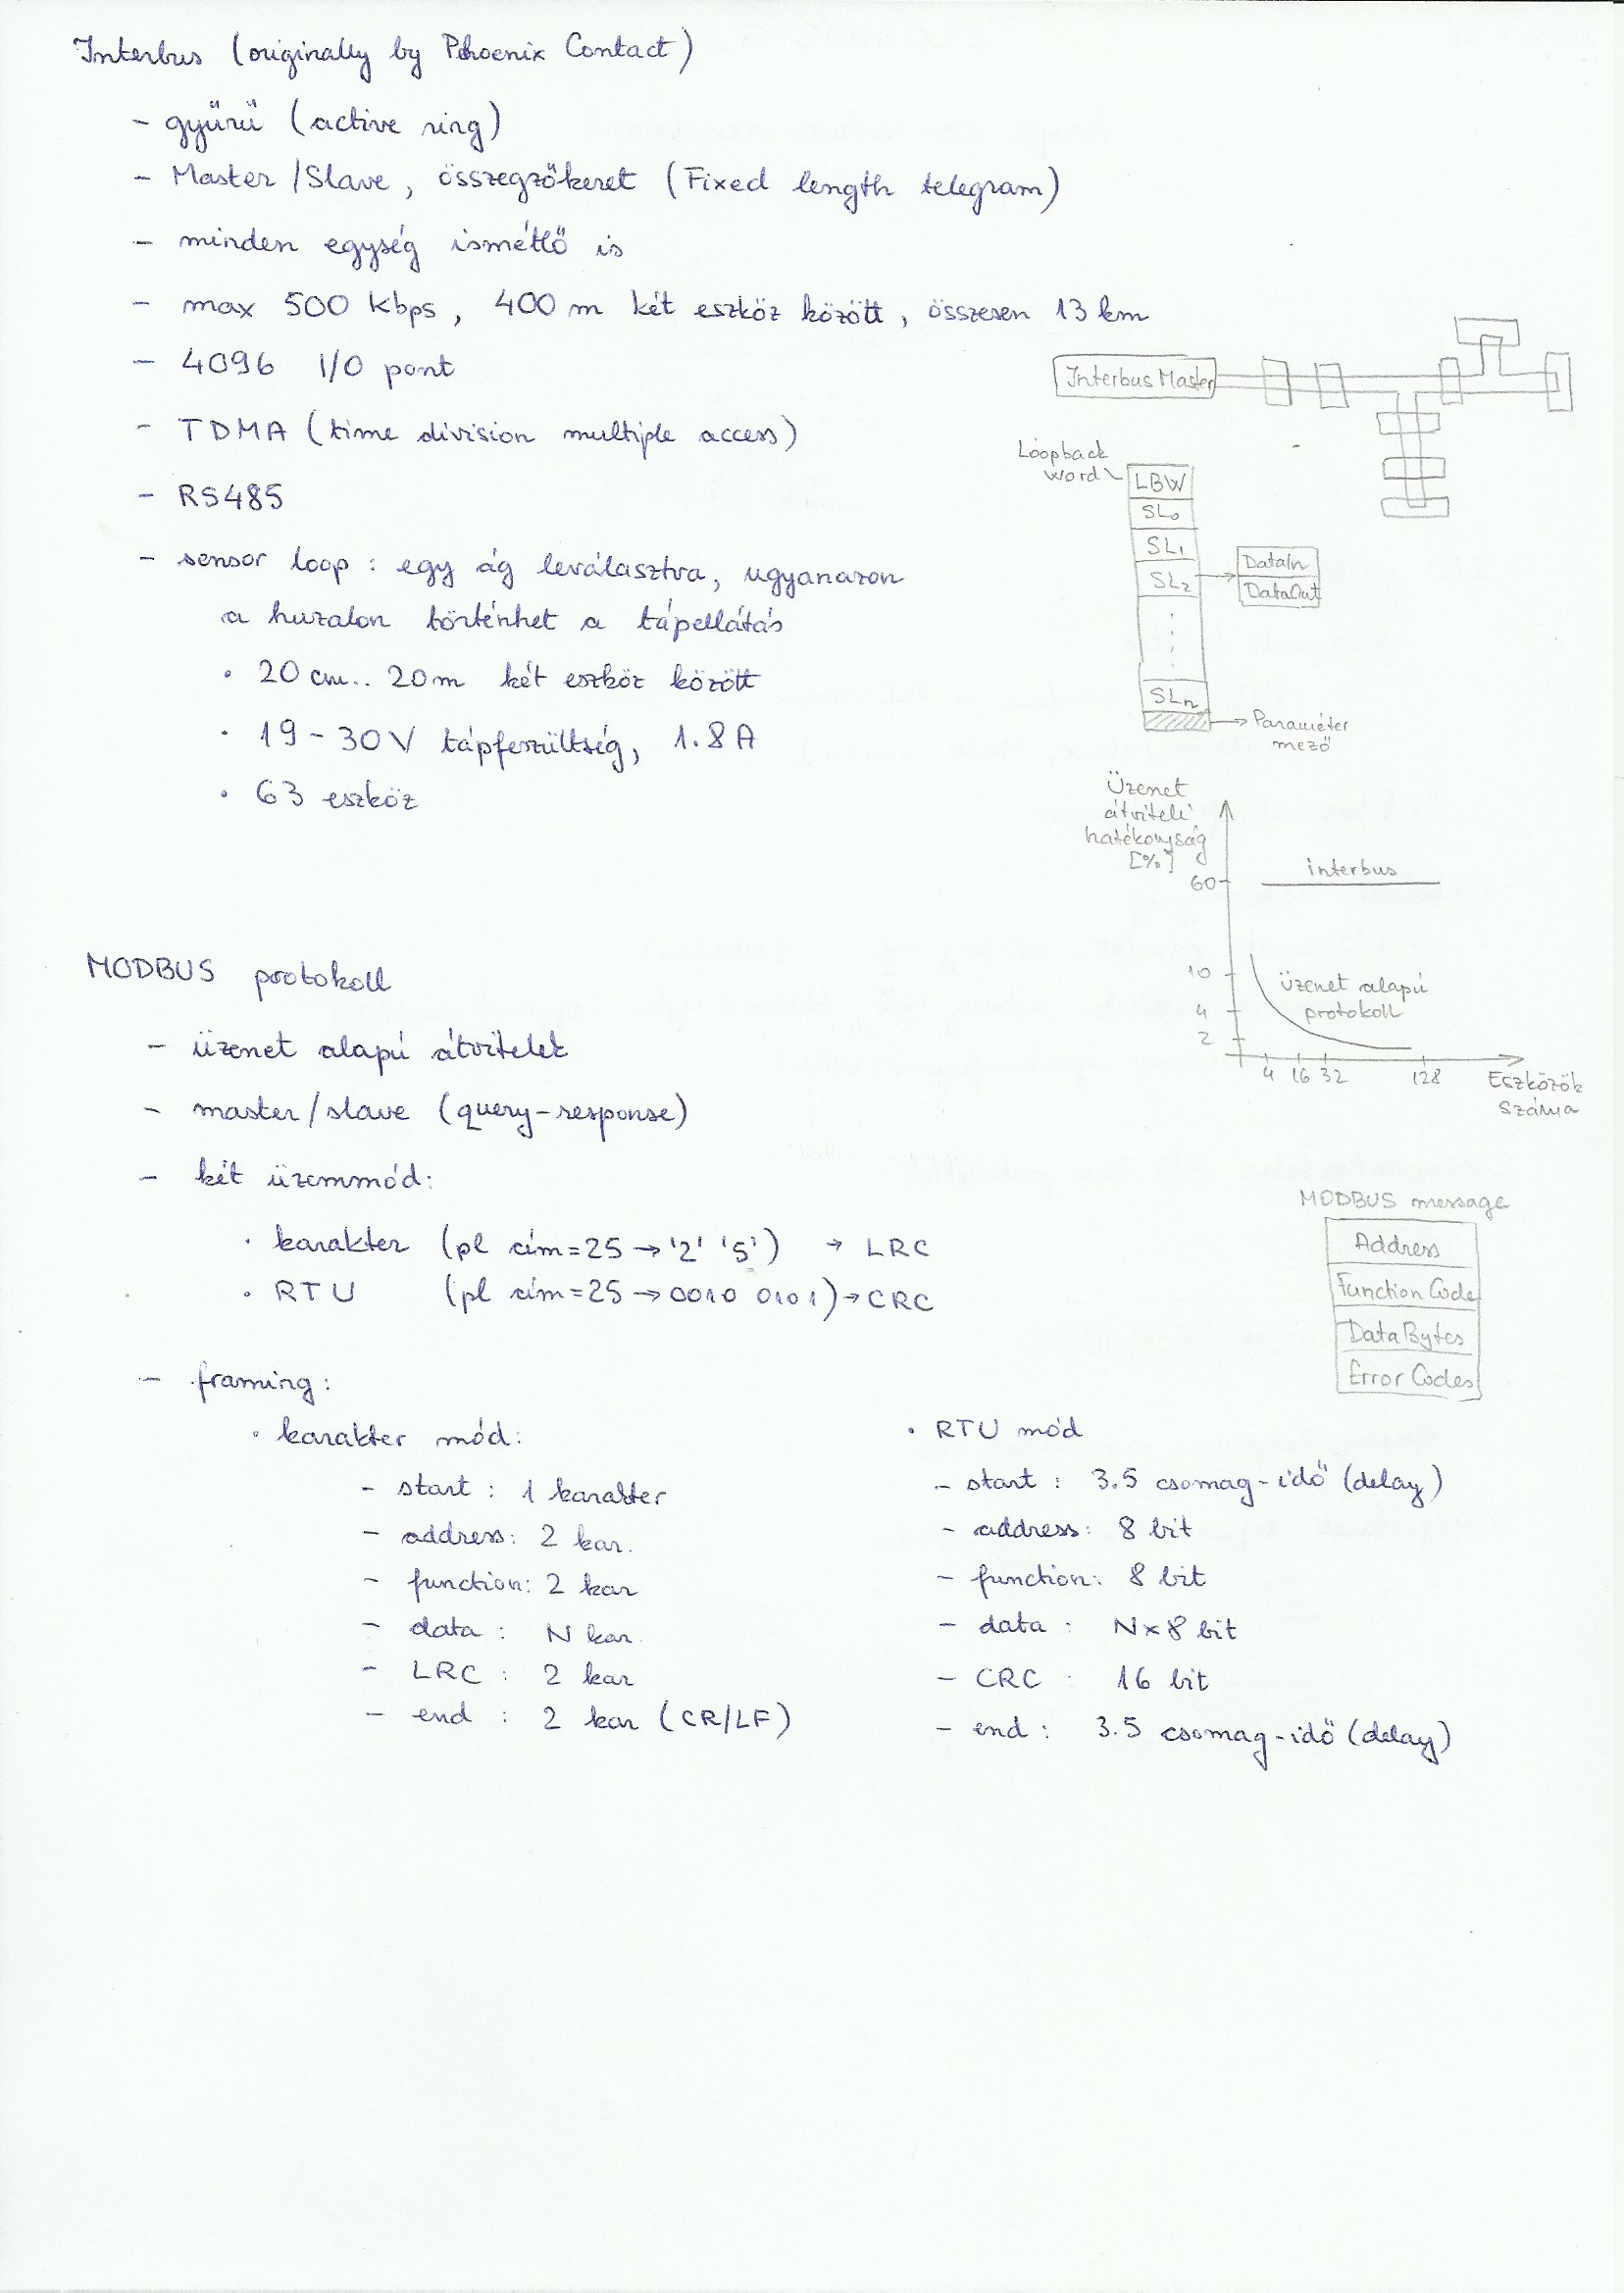 Interbus (originally by Phoenix Contact)
- gyűrű (active ring)
- Master/Slave, összegzőkeret (Fixed length telegram)
- minden egység ismétlő is
- max 500 kbps, 400 m két eszköz között, összesen 13 km
- 4096 I/O pont
- TDMA (time division multiple access)
- RS485
- sensor loop: egy ág leválasztva, ugyanazon
a huzalon történhet a tápellátás
• 20 cm.. 20m két eszköz között
• 19-30V tápfeszültség, 1.8 A
• 63 eszköz
Interbus Master
Loopback
word
LBW
SL0
SL1
SL2
DataIn
DataOut
SLn
Paraméter
mező
Üzenet
átviteli
hatékonyság
[%]
60
interbus
10
4
2
üzenet alapú
protokoll
4 16 32 128
Eszközök
száma
MODBUS protokoll
- üzenet alapú átvitelek
- master/slave (query-response)
- két üzemmód:
• karakter (pl cím=25→'2' '5') → LRC
• RTU (pl cím=25→0010 0101)→CRC
MODBUS message
Address
Function Code
DataBytes
Error Codes
- framing:
• karakter mód:
- start: 1 karakter
- address: 2 kar.
- function: 2 kar
- data: N kar.
- LRC: 2 kar
- end: 2 kar (CR/LF)
• RTU mód
- start: 3.5 csomag-idő (delay)
- address: 8 bit
- function: 8 bit
- data: N×8 bit
- CRC: 16 bit
- end: 3.5 csomag-idő (delay)